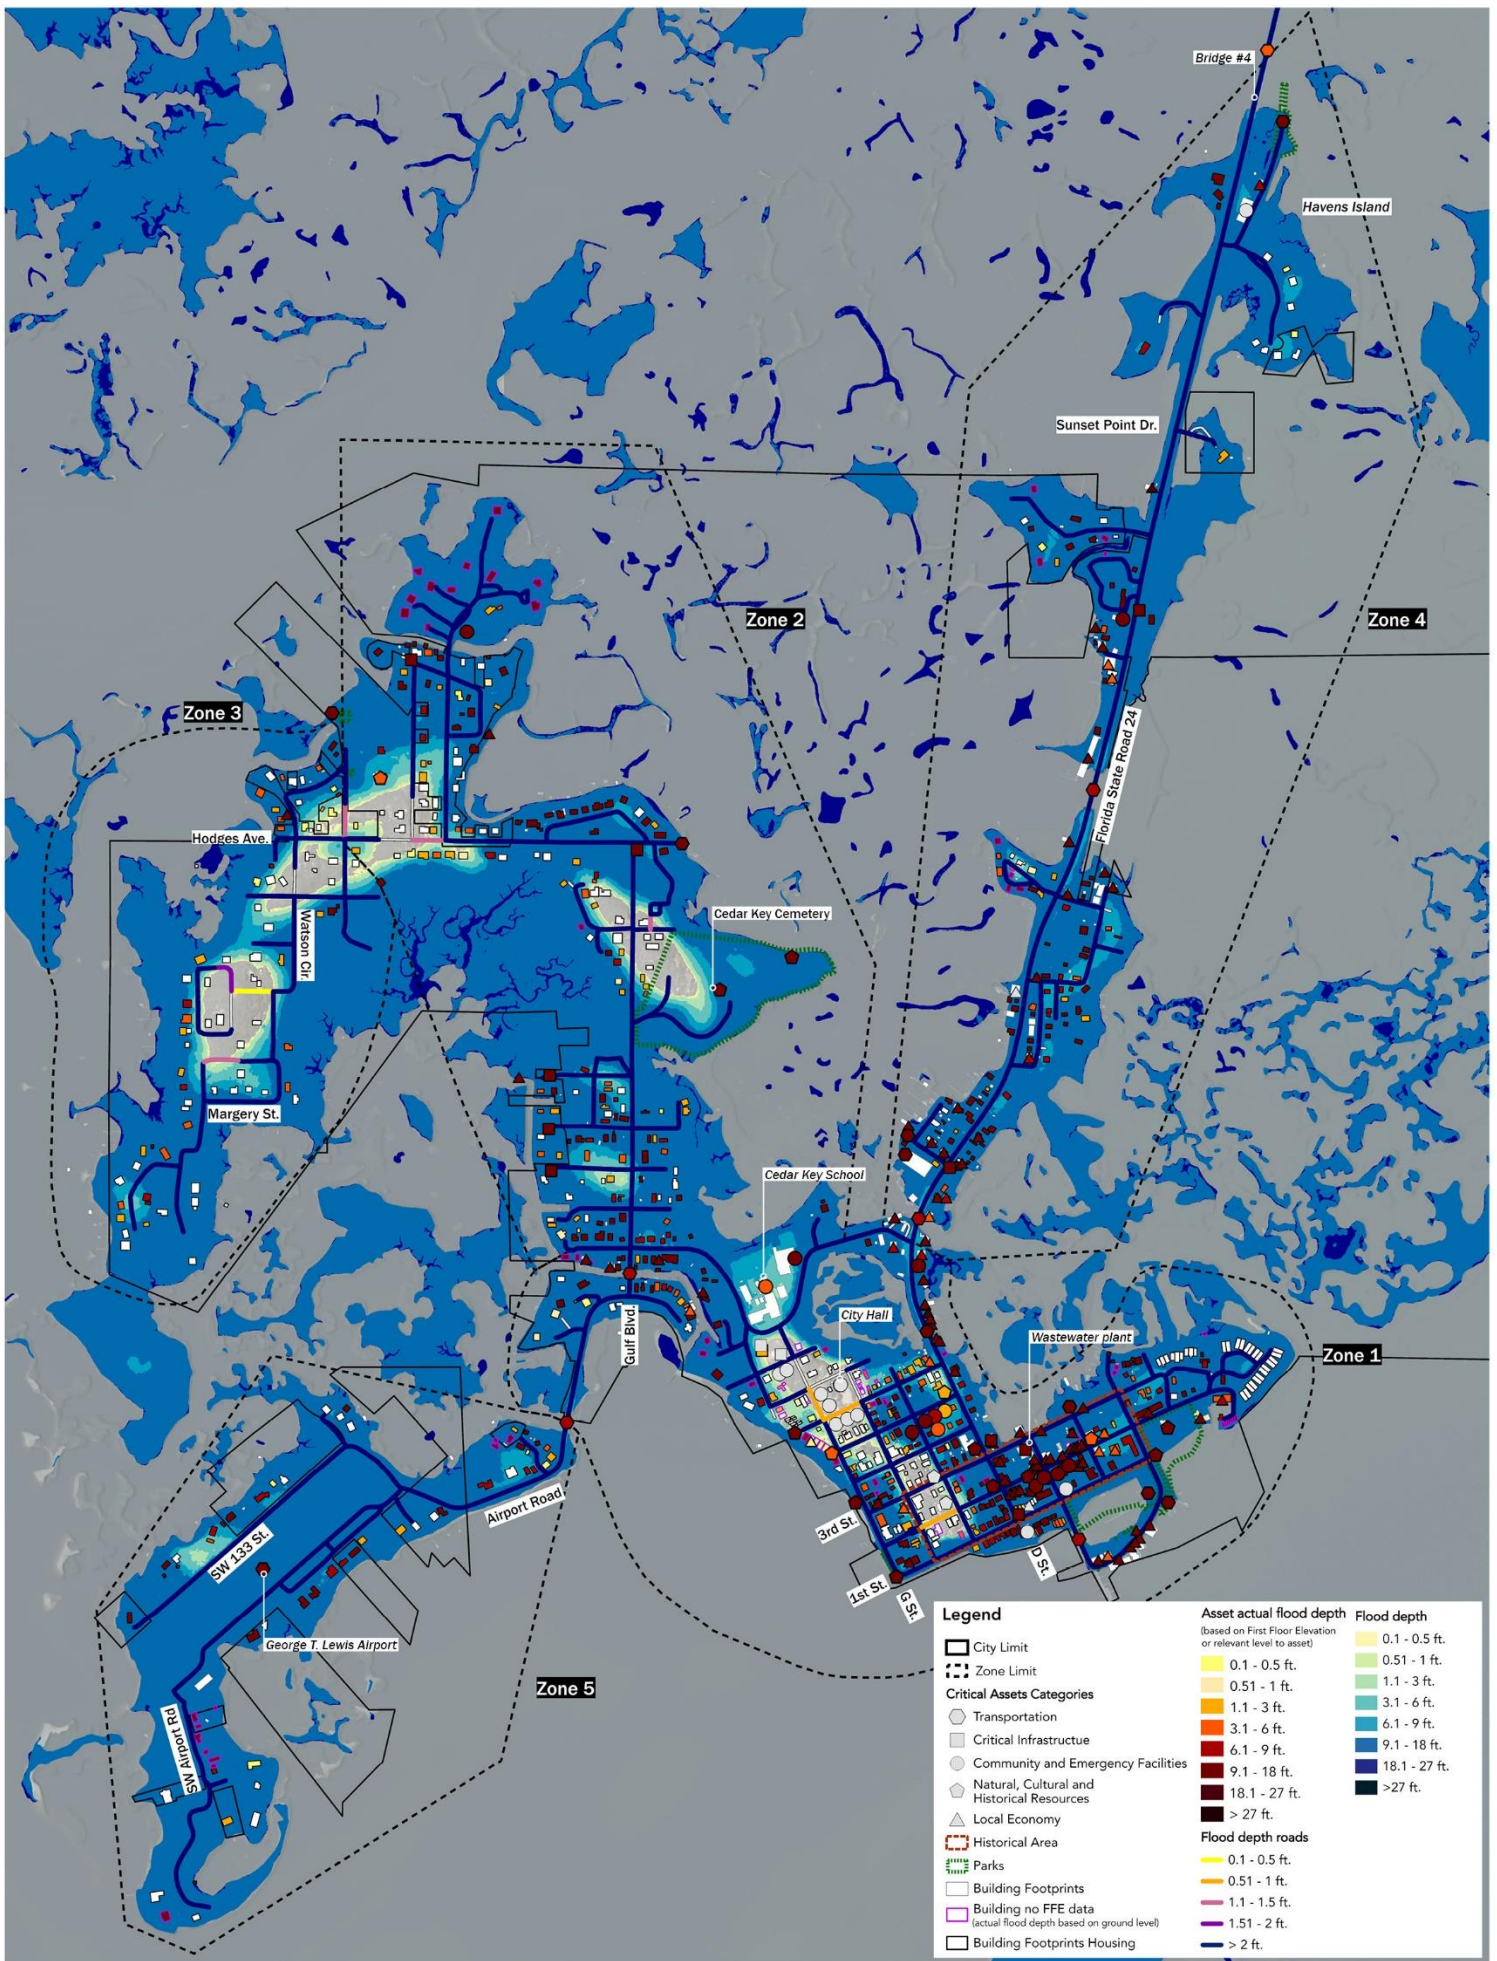 Bridge #4
Havens Island
Sunset Point Dr.
Zone 2
Zone 4
Zone 3
Florida State Road 24
Hodges Ave.
Cedar Key Cemetery
Watson Cir.
Margery St.
Cedar Key School
City Hall
Gulf Blvd.
Wastewater plant
Zone 1
Airport Road
3rd St.
SW 133 St.
D St.
1st St.
G St.
George T. Lewis Airport
Zone 5
SW Airport Rd
Legend
City Limit
Zone Limit
Critical Assets Categories
Transportation
Critical Infrastructue
Community and Emergency Facilities
Natural, Cultural and
Historical Resources
Local Economy
Historical Area
Parks
Building Footprints
Building no FFE data
(actual flood depth based on ground level)
Building Footprints Housing
Asset actual flood depth
(based on First Floor Elevation
or relevant level to asset)
0.1 - 0.5 ft.
0.51 - 1 ft.
1.1 - 3 ft.
3.1 - 6 ft.
6.1 - 9 ft.
9.1 - 18 ft.
18.1 - 27 ft.
> 27 ft.
Flood depth roads
0.1 - 0.5 ft.
0.51 - 1 ft.
1.1 - 1.5 ft.
1.51 - 2 ft.
> 2 ft.
Flood depth
0.1 - 0.5 ft.
0.51 - 1 ft.
1.1 - 3 ft.
3.1 - 6 ft.
6.1 - 9 ft.
9.1 - 18 ft.
18.1 - 27 ft.
>27 ft.